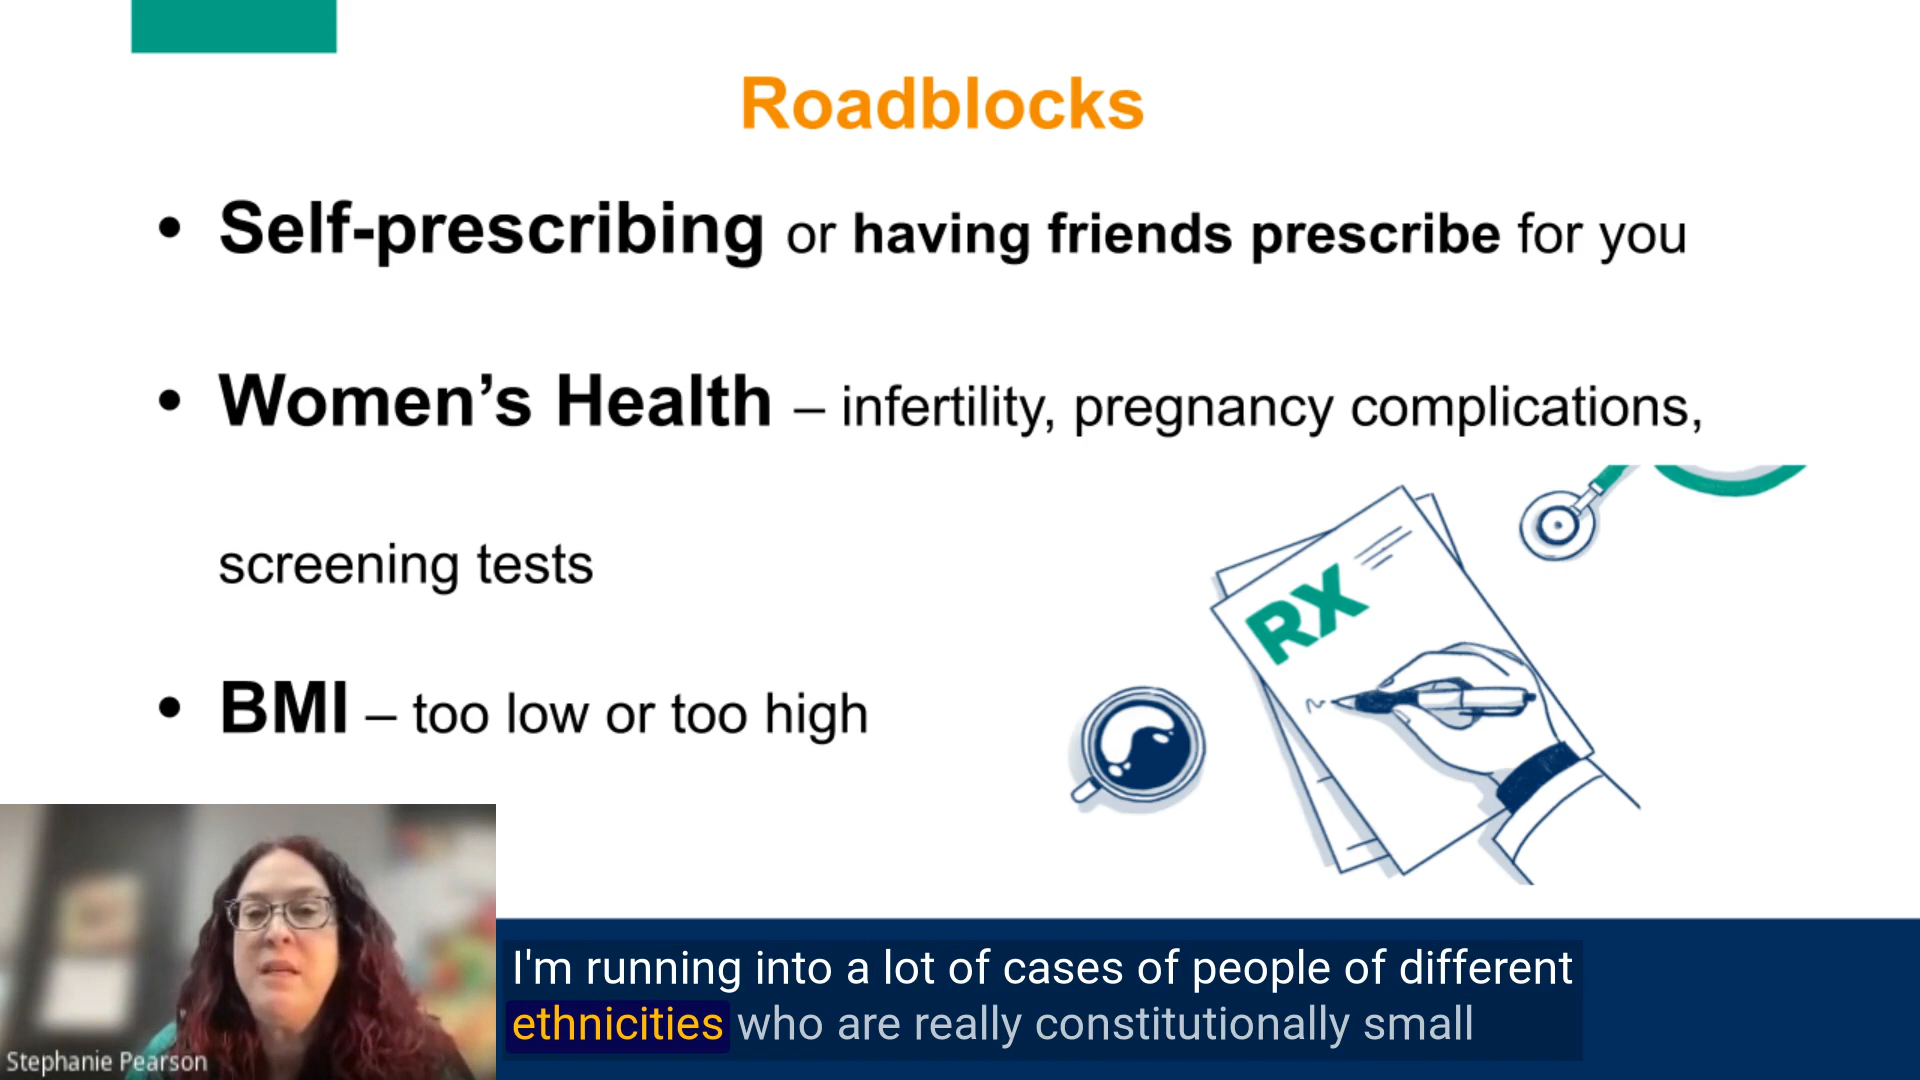 Roadblocks
• Self-prescribing or having friends prescribe for you
• Women’s Health – infertility, pregnancy complications,
screening tests
• BMI – too low or too high
RX
Stephanie Pearson
I'm running into a lot of cases of people of different
ethnicities who are really constitutionally small